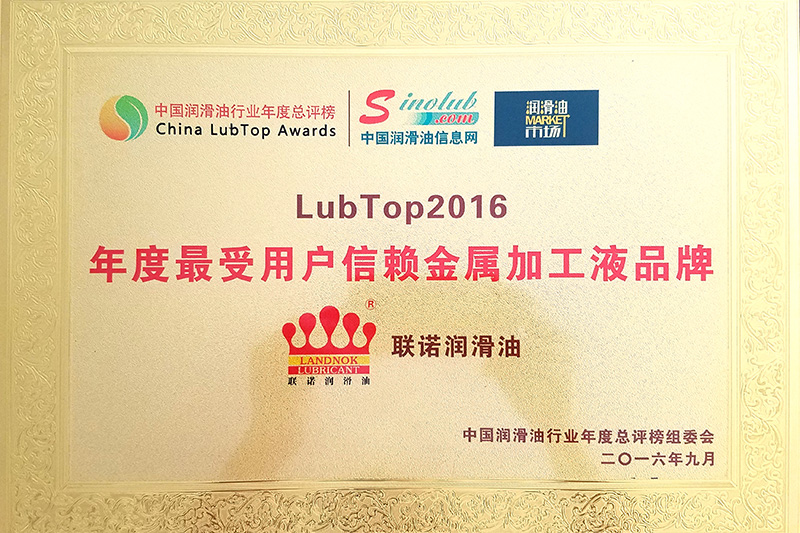 中国润滑油行业年度总评榜
China LubTop Awards
Sinolub
.com
中国润滑油信息网
润滑油
MARKET
市场
LubTop2016
年度最受用户信赖金属加工液品牌
®
LANDNOK
LUBRICANT
联诺润滑油
联诺润滑油
中国润滑油行业年度总评榜组委会
二〇一六年九月